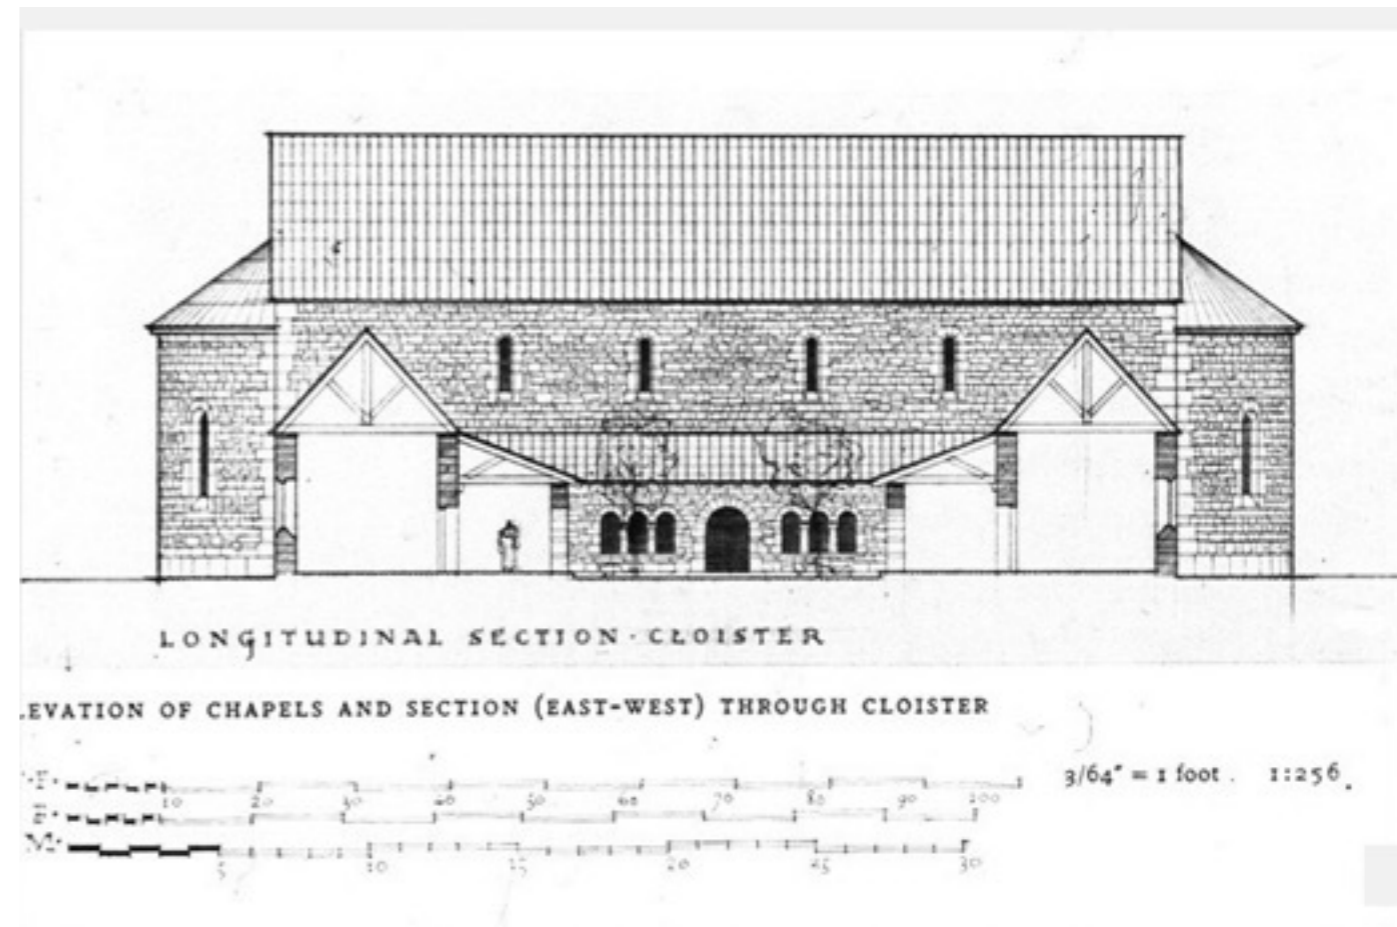 LONGITUDINAL SECTION · CLOISTER
EVATION OF CHAPELS AND SECTION (EAST-WEST) THROUGH CLOISTER
3/64" = 1 foot . 1:256.
F.
10 20 30 40 50 60 70 80 90 100
F.
M.
5 10 15 20 25 30